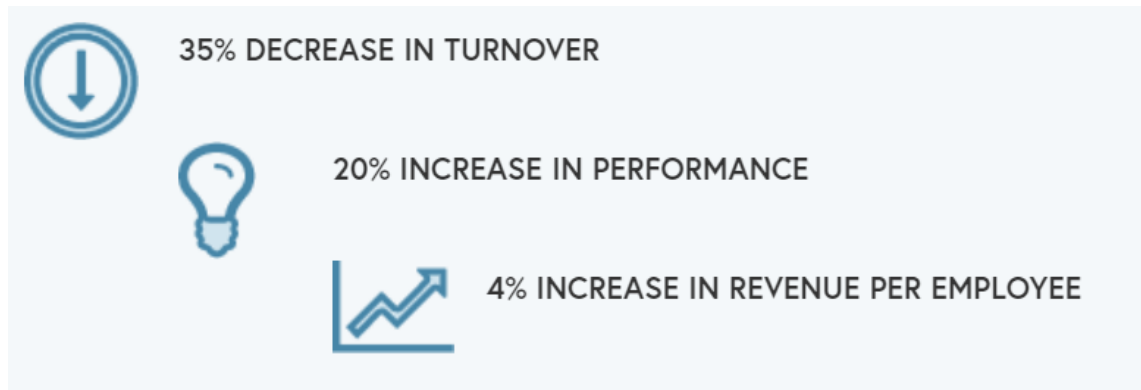 35% DECREASE IN TURNOVER
20% INCREASE IN PERFORMANCE
4% INCREASE IN REVENUE PER EMPLOYEE